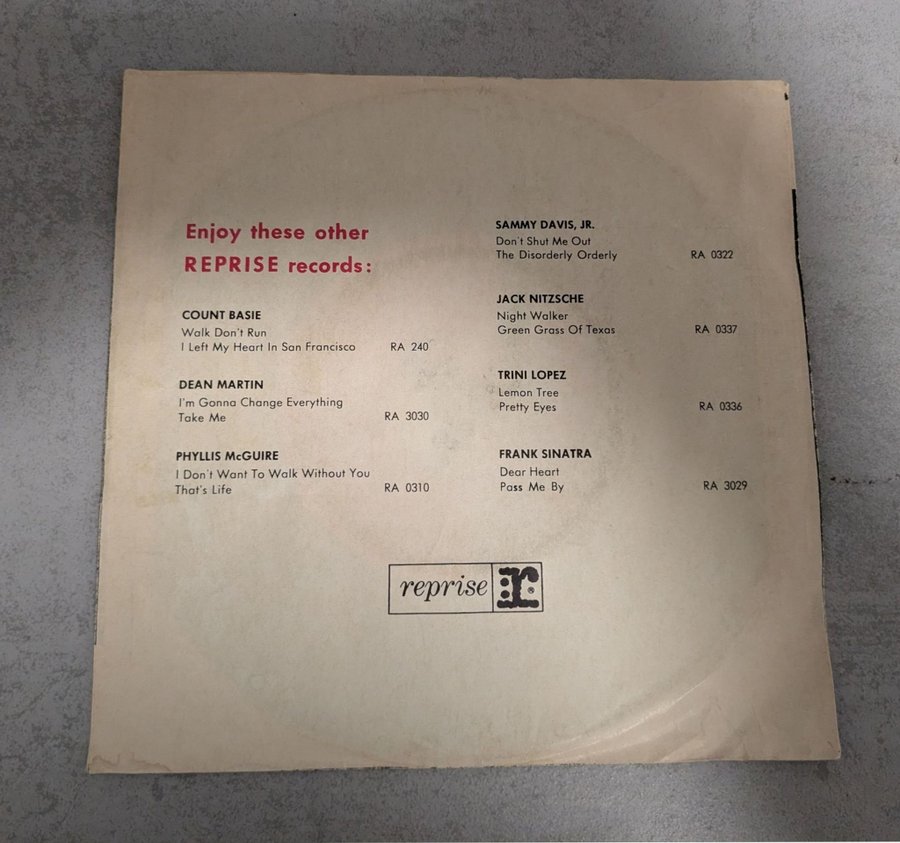 Enjoy these other
REPRISE records:
COUNT BASIE
Walk Don't Run
I Left My Heart In San Francisco RA 240
DEAN MARTIN
I'm Gonna Change Everything
Take Me RA 3030
PHYLLIS McGUIRE
I Don't Want To Walk Without You
That's Life RA 0310
SAMMY DAVIS, JR.
Don't Shut Me Out
The Disorderly Orderly RA 0322
JACK NITZSCHE
Night Walker
Green Grass Of Texas RA 0337
TRINI LOPEZ
Lemon Tree
Pretty Eyes RA 0336
FRANK SINATRA
Dear Heart
Pass Me By RA 3029
reprise r: